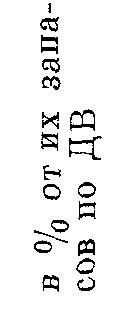 в % от их запа-
сов по ДВ